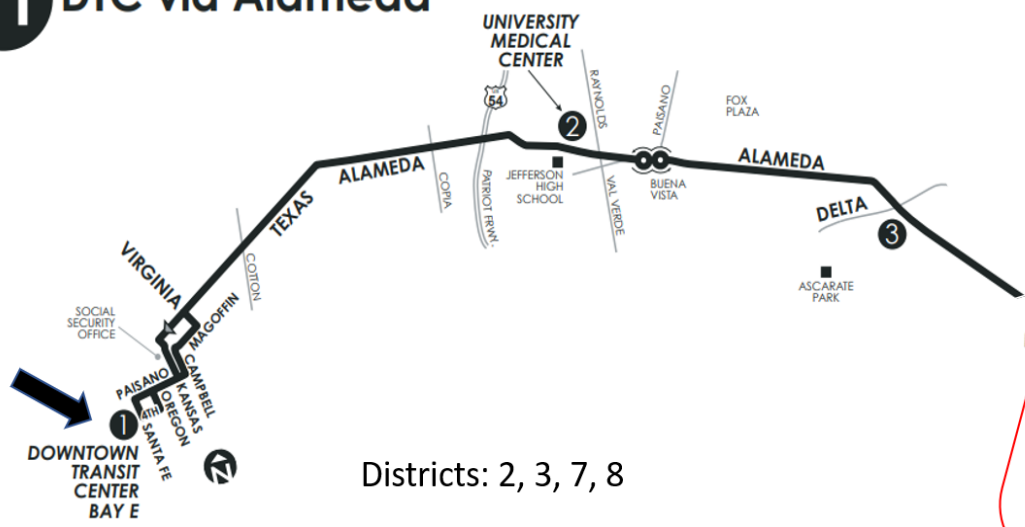 1 DTC via Alameda
UNIVERSITY
MEDICAL
CENTER
54
RAYNOLDS
PAISANO
FOX
PLAZA
2
ALAMEDA
ALAMEDA
COPIA
PATRIOT FRWY.
JEFFERSON
HIGH
SCHOOL
VAL VERDE
BUENA
VISTA
DELTA
3
ASCARATE
PARK
TEXAS
COTTON
VIRGINIA
MAGOFFIN
SOCIAL
SECURITY
OFFICE
CAMPBELL
KANSAS
PAISANO
OREGON
4TH
SANTA FE
1
DOWNTOWN
TRANSIT
CENTER
BAY E
N
Districts: 2, 3, 7, 8